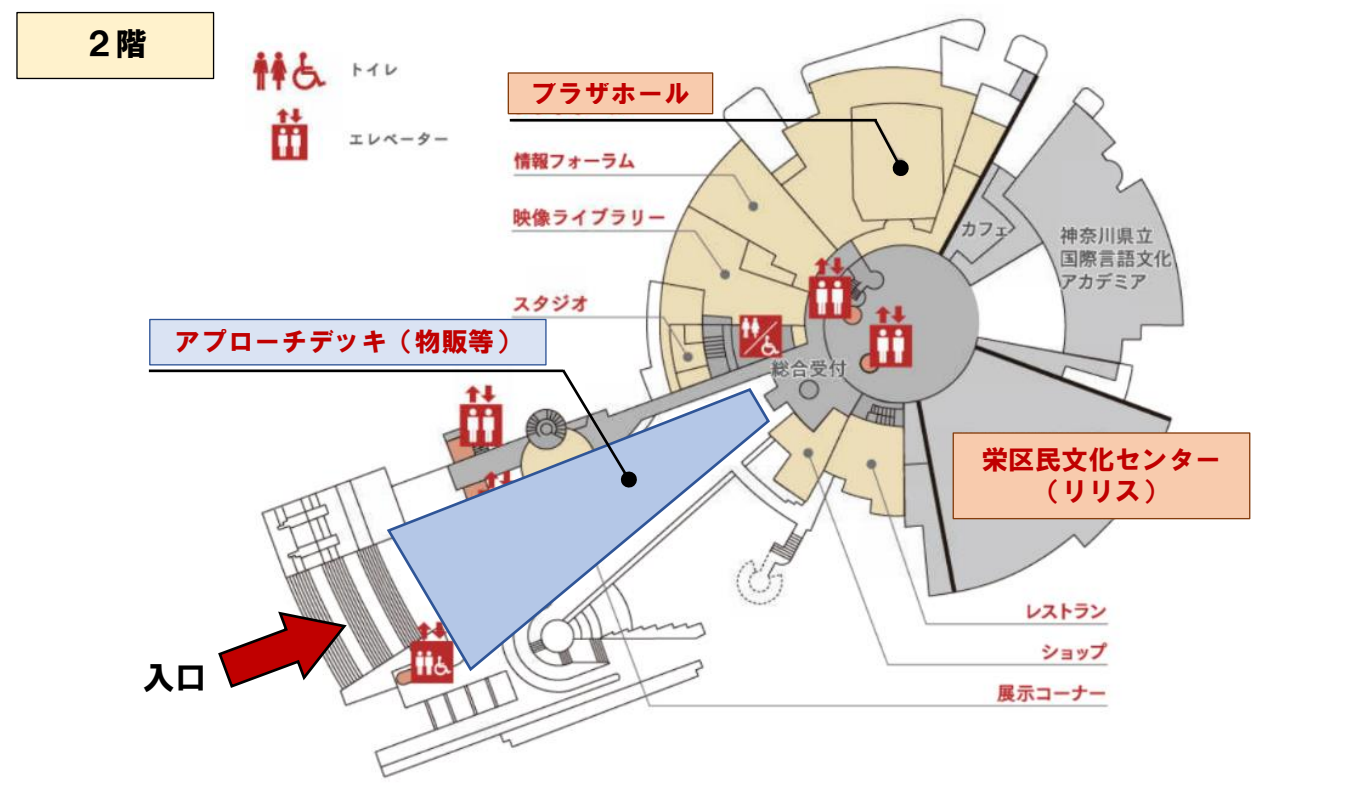 ２階
トイレ
エレベーター
プラザホール
情報フォーラム
映像ライブラリー
スタジオ
アプローチデッキ（物販等）
カフェ
神奈川県立
国際言語文化
アカデミア
総合受付
栄区民文化センター
（リリス）
レストラン
ショップ
展示コーナー
入口